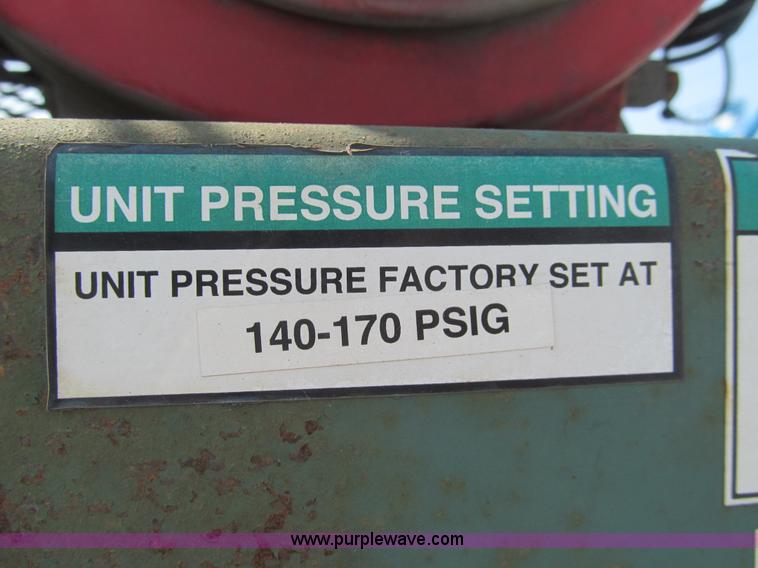 UNIT PRESSURE SETTING
UNIT PRESSURE FACTORY SET AT
140-170 PSIG
www.purplewave.com